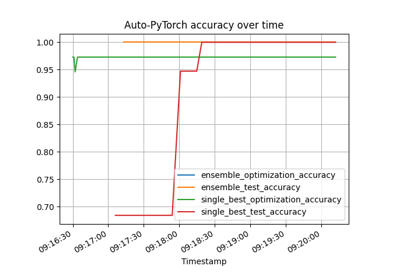 Auto-PyTorch accuracy over time
1.00
0.95
0.90
0.85
0.80
0.75
0.70
ensemble_optimization_accuracy
ensemble_test_accuracy
single_best_optimization_accuracy
single_best_test_accuracy
09:16:30
09:17:00
09:17:30
09:18:00
09:18:30
09:19:00
09:19:30
09:20:00
Timestamp